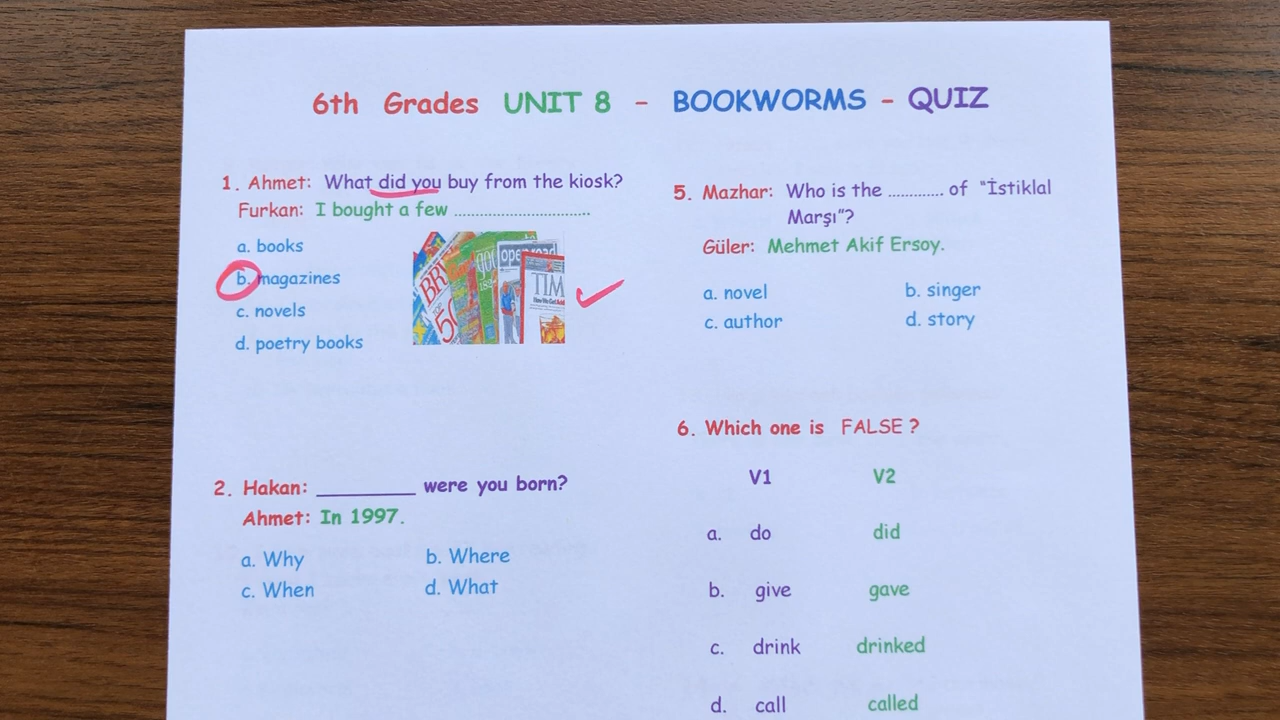 6th Grades UNIT 8 - BOOKWORMS - QUIZ
1. Ahmet: What did you buy from the kiosk?
Furkan: I bought a few ................................
a. books
b. magazines
c. novels
d. poetry books
TIM
2. Hakan: __________ were you born?
Ahmet: In 1997.
a. Why b. Where
c. When d. What
5. Mazhar: Who is the ............. of "İstiklal
Marşı"?
Güler: Mehmet Akif Ersoy.
a. novel b. singer
c. author d. story
6. Which one is FALSE ?
V1 V2
a. do did
b. give gave
c. drink drinked
d. call called